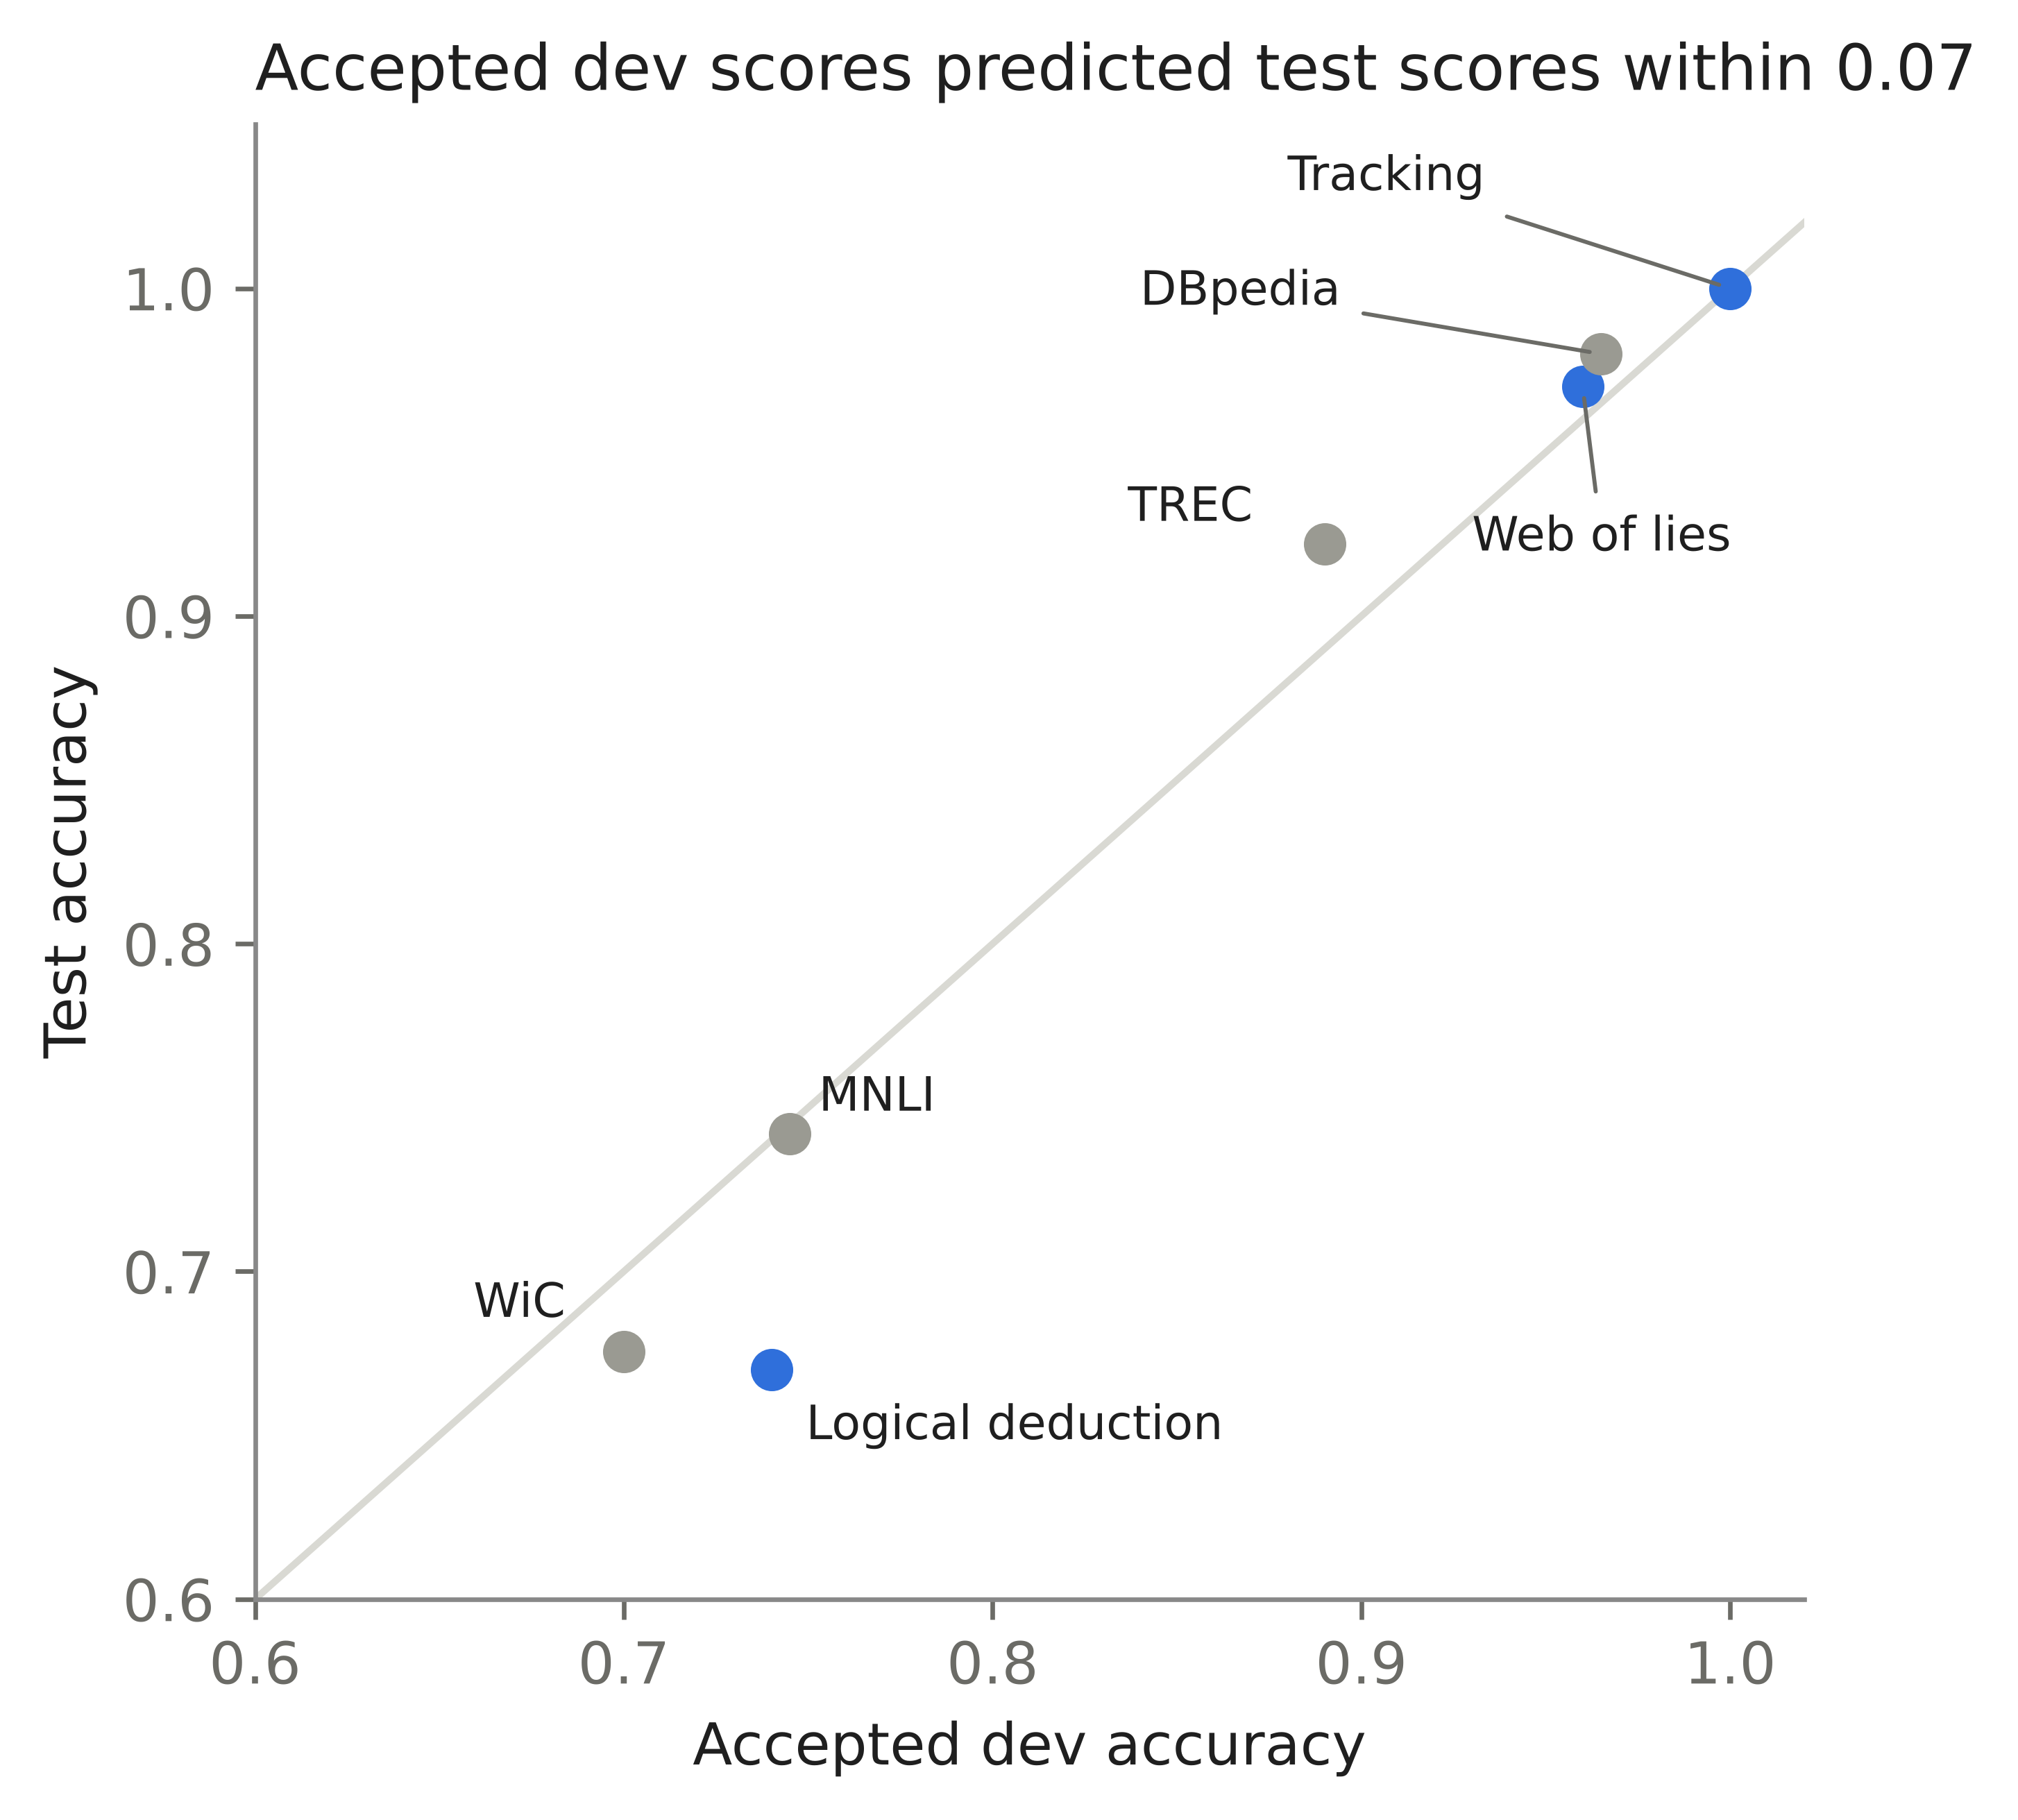 Accepted dev scores predicted test scores within 0.07
Tracking
1.0
DBpedia
TREC
Web of lies
0.9
Test accuracy
0.8
MNLI
0.7
WiC
Logical deduction
0.6
0.6 0.7 0.8 0.9 1.0
Accepted dev accuracy